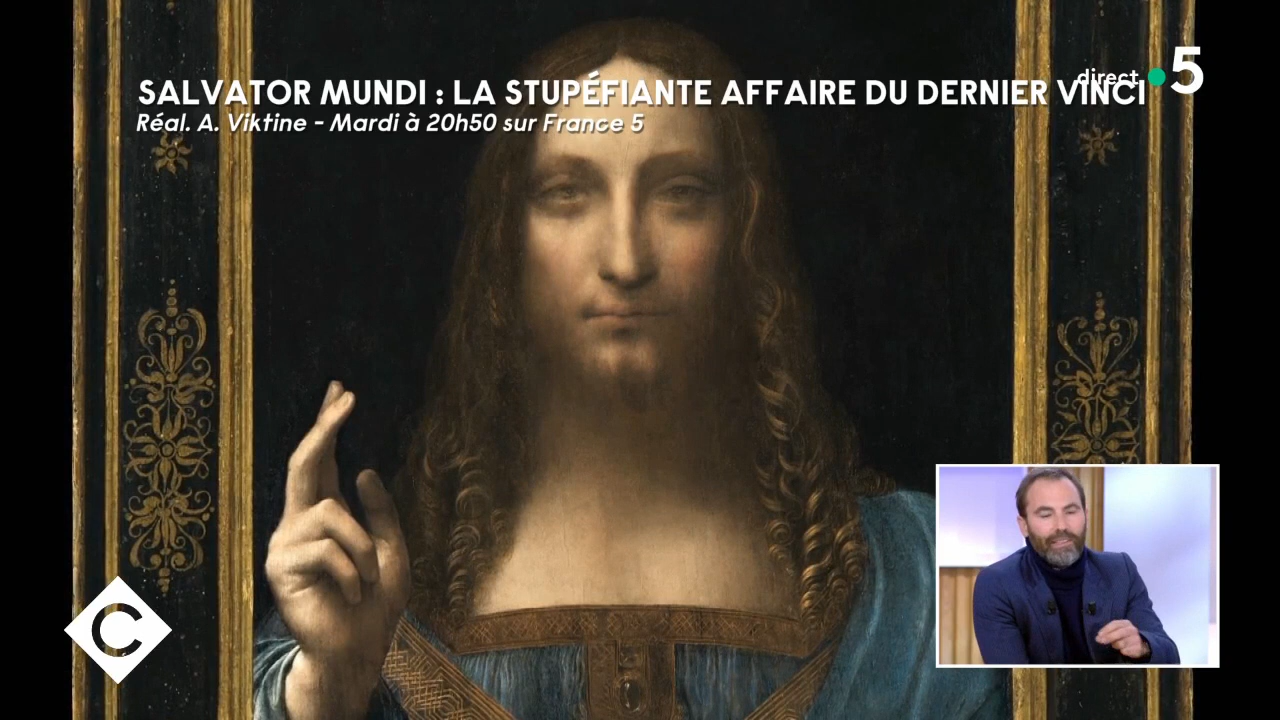 SALVATOR MUNDI : LA STUPÉFIANTE AFFAIRE DU DERNIER VINCI
Réal. A. Viktine - Mardi à 20h50 sur France 5
direct 5
C